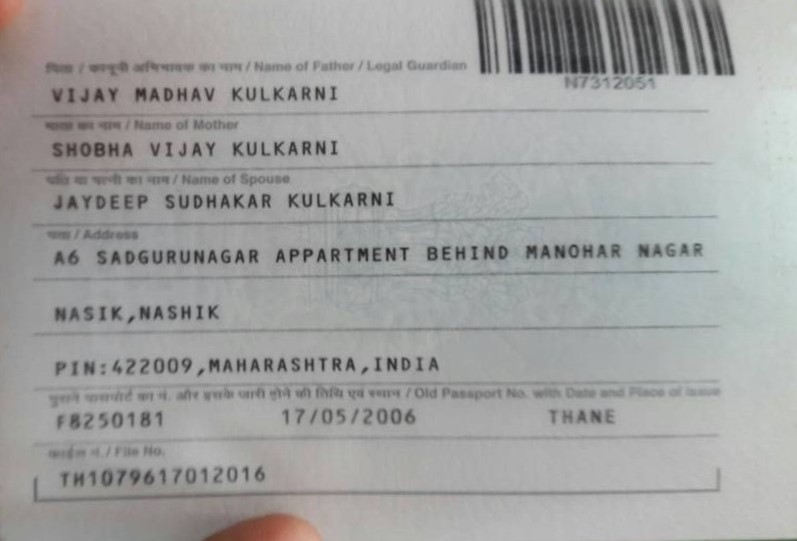 पिता / कानूनी अभिभावक का नाम / Name of Father / Legal Guardian
N7312051
VIJAY MADHAV KULKARNI
माता का नाम / Name of Mother
SHOBHA VIJAY KULKARNI
पति या पत्नी का नाम / Name of Spouse
JAYDEEP SUDHAKAR KULKARNI
पता / Address
A6 SADGURUNAGAR APPARTMENT BEHIND MANOHAR NAGAR
NASIK,NASHIK
PIN:422009,MAHARASHTRA,INDIA
पुराने पासपोर्ट का नं. और इसके जारी होने की तिथि एवं स्थान / Old Passport No. with Date and Place of Issue
F8250181 17/05/2006 THANE
फाईल नं. / File No.
TH1079617012016